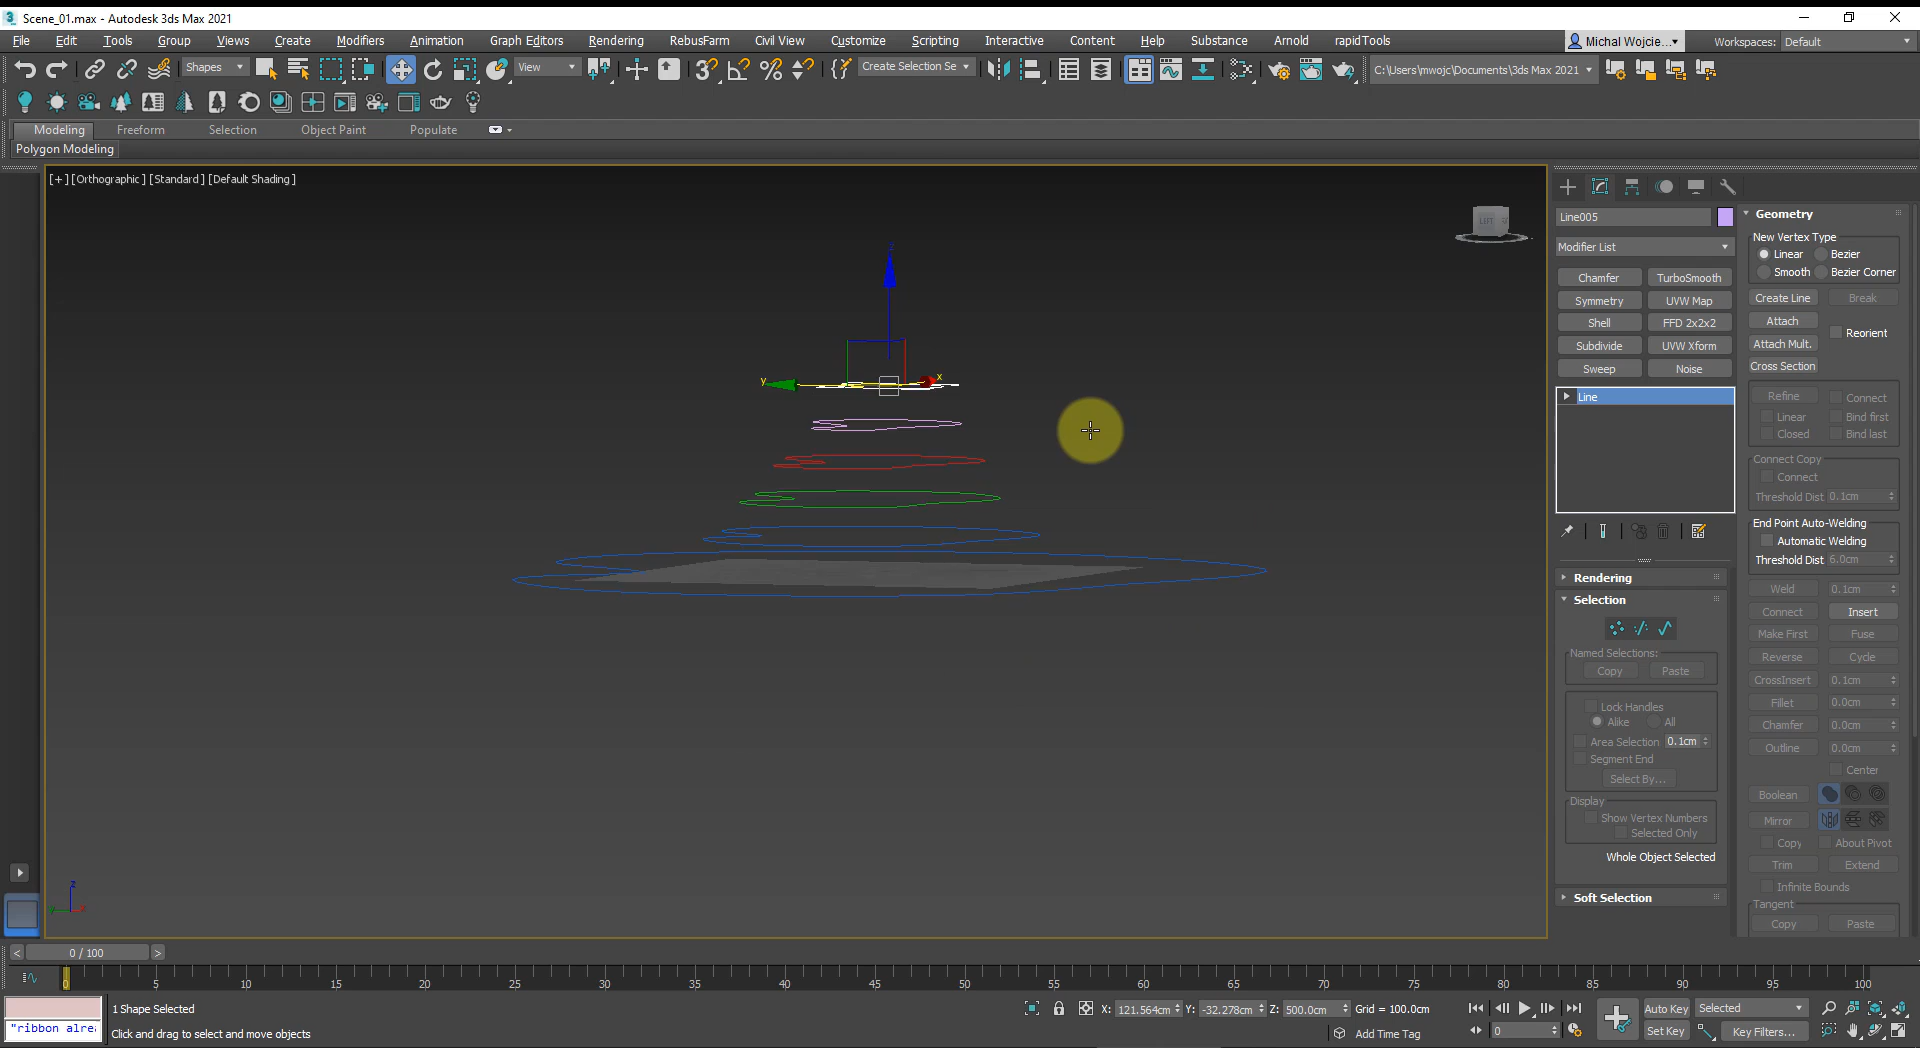 Scene_01.max - Autodesk 3ds Max 2021
File Edit Tools Group Views Create Modifiers Animation Graph Editors Rendering RebusFarm Civil View Customize Scripting Interactive Content Help Substance Arnold rapidTools
Michal Wojcie... Workspaces: Default
Shapes View Create Selection Se C:\Users\mwojc\Documents\3ds Max 2021
Modeling Freeform Selection Object Paint Populate
Polygon Modeling
[+] [Orthographic] [Standard] [Default Shading]
LEFT
z
y
x
z
Line005
Modifier List
Chamfer TurboSmooth
Symmetry UVW Map
Shell FFD 2x2x2
Subdivide UVW Xform
Sweep Noise
Line
Rendering
Selection
Named Selections:
Copy Paste
Lock Handles
Alike All
Area Selection 0.1cm
Segment End
Select By...
Display
Show Vertex Numbers
Selected Only
Whole Object Selected
Soft Selection
Geometry
New Vertex Type
Linear Bezier
Smooth Bezier Corner
Create Line Break
Attach
Reorient
Attach Mult.
Cross Section
Refine Connect
Linear Bind first
Closed Bind last
Connect Copy
Connect
Threshold Dist 0.1cm
End Point Auto-Welding
Automatic Welding
Threshold Dist 6.0cm
Weld 0.1cm
Connect Insert
Make First Fuse
Reverse Cycle
CrossInsert 0.1cm
Fillet 0.0cm
Chamfer 0.0cm
Outline 0.0cm
Center
Boolean
Mirror
Copy About Pivot
Trim Extend
Infinite Bounds
Tangent
Copy Paste
< 0 / 100 >
0 5 10 15 20 25 30 35 40 45 50 55 60 65 70 75 80 85 90 95 100
1 Shape Selected
X: 121.564cm Y: -32.278cm Z: 500.0cm Grid = 100.0cm
Auto Key Selected
"ribbon alrea
Click and drag to select and move objects
Add Time Tag
0
Set Key Key Filters...